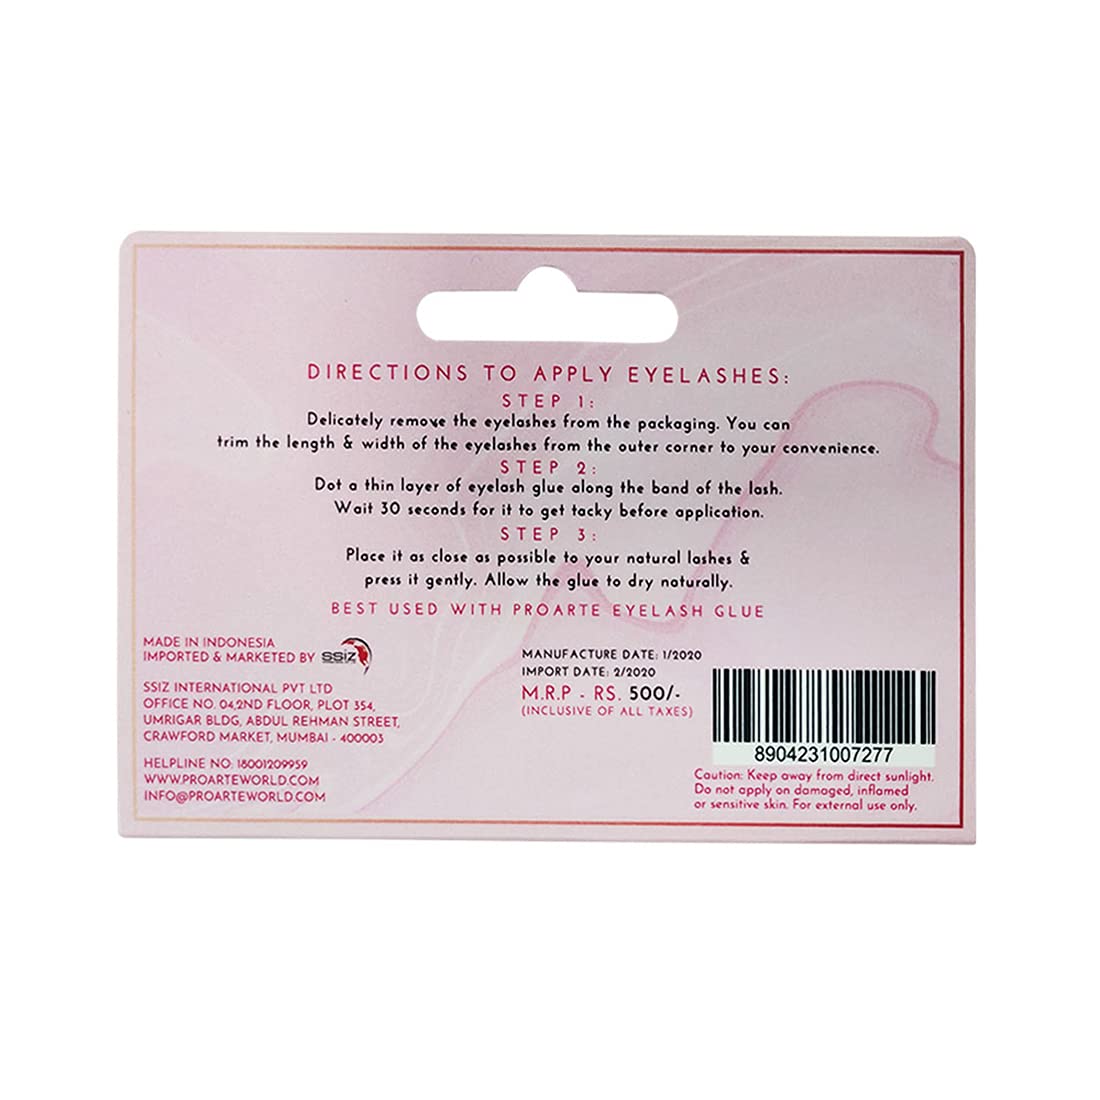 DIRECTIONS TO APPLY EYELASHES:
STEP 1:
Delicately remove the eyelashes from the packaging. You can
trim the length & width of the eyelashes from the outer corner to your convenience.
STEP 2:
Dot a thin layer of eyelash glue along the band of the lash.
Wait 30 seconds for it to get tacky before application.
STEP 3:
Place it as close as possible to your natural lashes &
press it gently. Allow the glue to dry naturally.
BEST USED WITH PROARTE EYELASH GLUE
MADE IN INDONESIA
IMPORTED & MARKETED BY SSIZ
SSIZ INTERNATIONAL PVT LTD
OFFICE NO. 04,2ND FLOOR, PLOT 354,
UMRIGAR BLDG, ABDUL REHMAN STREET,
CRAWFORD MARKET, MUMBAI - 400003
HELPLINE NO: 18001209959
WWW.PROARTEWORLD.COM
INFO@PROARTEWORLD.COM
MANUFACTURE DATE: 1/2020
IMPORT DATE: 2/2020
M.R.P - RS. 500/-
(INCLUSIVE OF ALL TAXES)
8904231007277
Caution: Keep away from direct sunlight.
Do not apply on damaged, inflamed
or sensitive skin. For external use only.